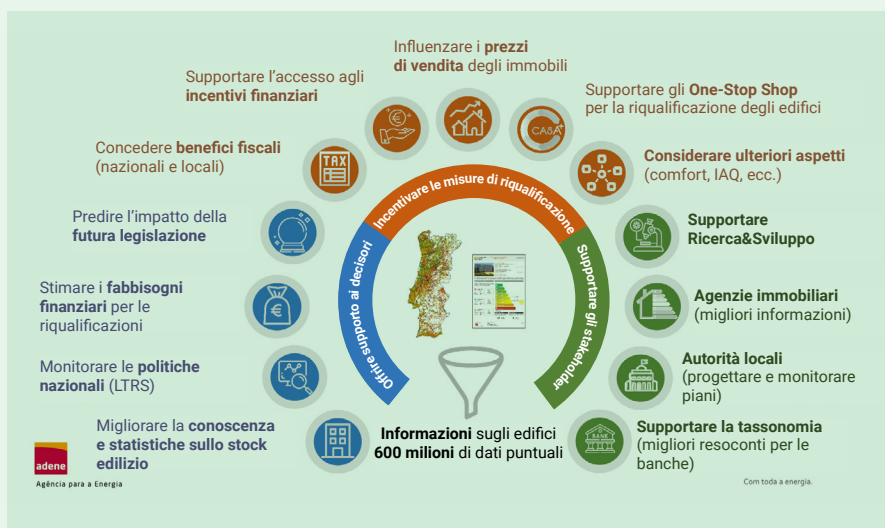 Influenzare i prezzi
di vendita degli immobili
Supportare l'accesso agli
incentivi finanziari
Supportare gli One-Stop Shop
per la riqualificazione degli edifici
CASA+
TAX
Concedere benefici fiscali
(nazionali e locali)
Considerare ulteriori aspetti
(comfort, IAQ, ecc.)
Predire l'impatto della
futura legislazione
Supportare
Ricerca&Sviluppo
Stimare i fabbisogni
finanziari per le
riqualificazioni
Agenzie immobiliari
(migliori informazioni)
Monitorare le politiche
nazionali (LTRS)
Autorità locali
(progettare e monitorare
piani)
Migliorare la conoscenza
e statistiche sullo stock
edilizio
Supportare la tassonomia
(migliori resoconti per le
banche)
BANK
Offrire supporto ai decisori
Incentivare le misure di riqualificazione
Supportare gli stakeholder
Informazioni sugli edifici
600 milioni di dati puntuali
adene
Agência para a Energia
Com toda a energia.